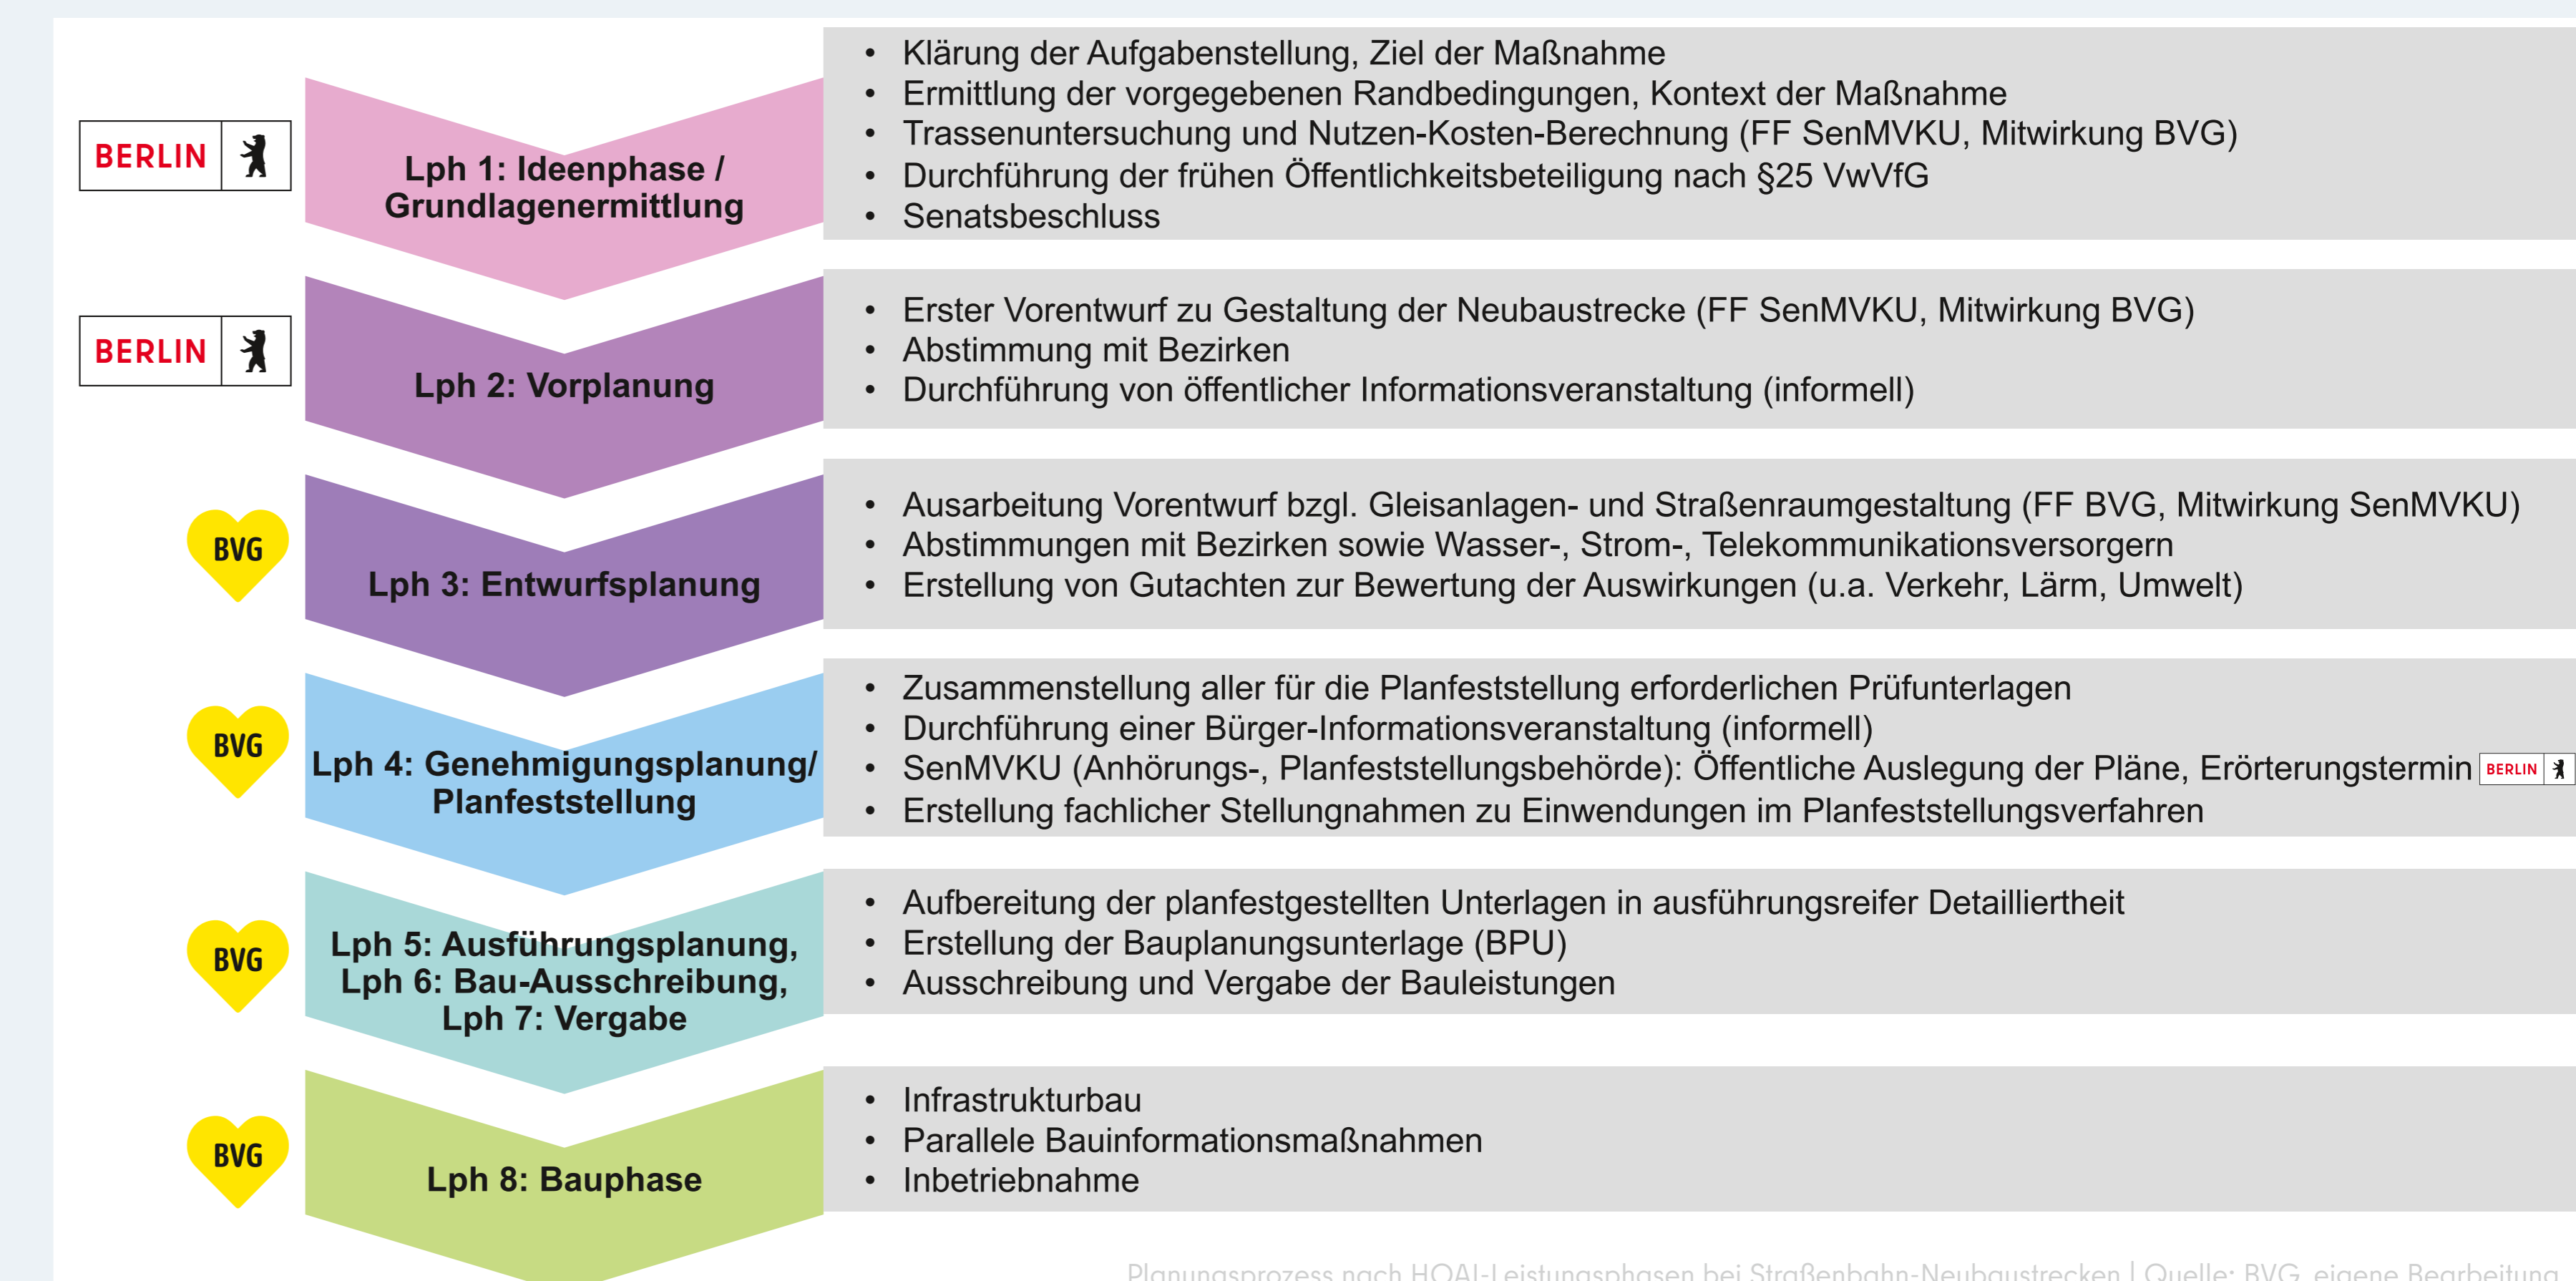 BERLIN
Lph 1: Ideenphase /
Grundlagenermittlung
• Klärung der Aufgabenstellung, Ziel der Maßnahme
• Ermittlung der vorgegebenen Randbedingungen, Kontext der Maßnahme
• Trassenuntersuchung und Nutzen-Kosten-Berechnung (FF SenMVKU, Mitwirkung BVG)
• Durchführung der frühen Öffentlichkeitsbeteiligung nach §25 VwVfG
• Senatsbeschluss
BERLIN
Lph 2: Vorplanung
• Erster Vorentwurf zu Gestaltung der Neubaustrecke (FF SenMVKU, Mitwirkung BVG)
• Abstimmung mit Bezirken
• Durchführung von öffentlicher Informationsveranstaltung (informell)
BVG
Lph 3: Entwurfsplanung
• Ausarbeitung Vorentwurf bzgl. Gleisanlagen- und Straßenraumgestaltung (FF BVG, Mitwirkung SenMVKU)
• Abstimmungen mit Bezirken sowie Wasser-, Strom-, Telekommunikationsversorgern
• Erstellung von Gutachten zur Bewertung der Auswirkungen (u.a. Verkehr, Lärm, Umwelt)
BVG
Lph 4: Genehmigungsplanung/
Planfeststellung
• Zusammenstellung aller für die Planfeststellung erforderlichen Prüfunterlagen
• Durchführung einer Bürger-Informationsveranstaltung (informell)
• SenMVKU (Anhörungs-, Planfeststellungsbehörde): Öffentliche Auslegung der Pläne, Erörterungstermin BERLIN
• Erstellung fachlicher Stellungnahmen zu Einwendungen im Planfeststellungsverfahren
BVG
Lph 5: Ausführungsplanung,
Lph 6: Bau-Ausschreibung,
Lph 7: Vergabe
• Aufbereitung der planfestgestellten Unterlagen in ausführungsreifer Detailliertheit
• Erstellung der Bauplanungsunterlage (BPU)
• Ausschreibung und Vergabe der Bauleistungen
BVG
Lph 8: Bauphase
• Infrastrukturbau
• Parallele Bauinformationsmaßnahmen
• Inbetriebnahme
Planungsprozess nach HOAI-Leistungsphasen bei Straßenbahn-Neubaustrecken | Quelle: BVG, eigene Bearbeitung